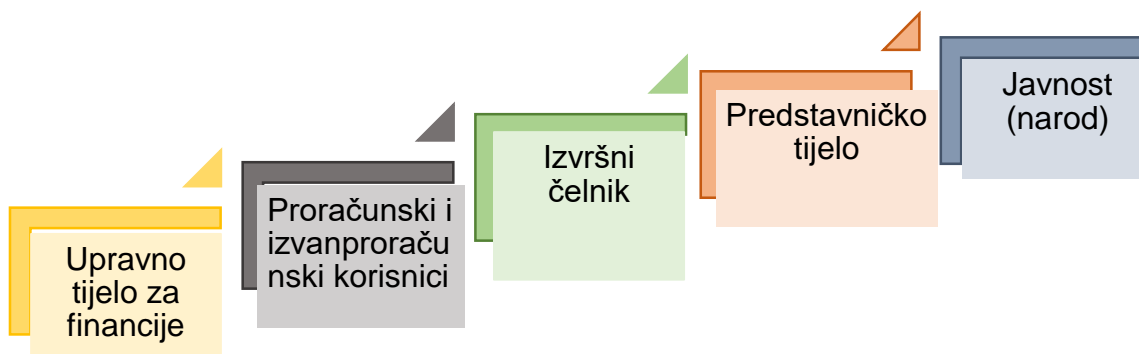 Upravno
tijelo za
financije
Proračunski i
izvanproraču
nski korisnici
Izvršni
čelnik
Predstavničko
tijelo
Javnost
(narod)